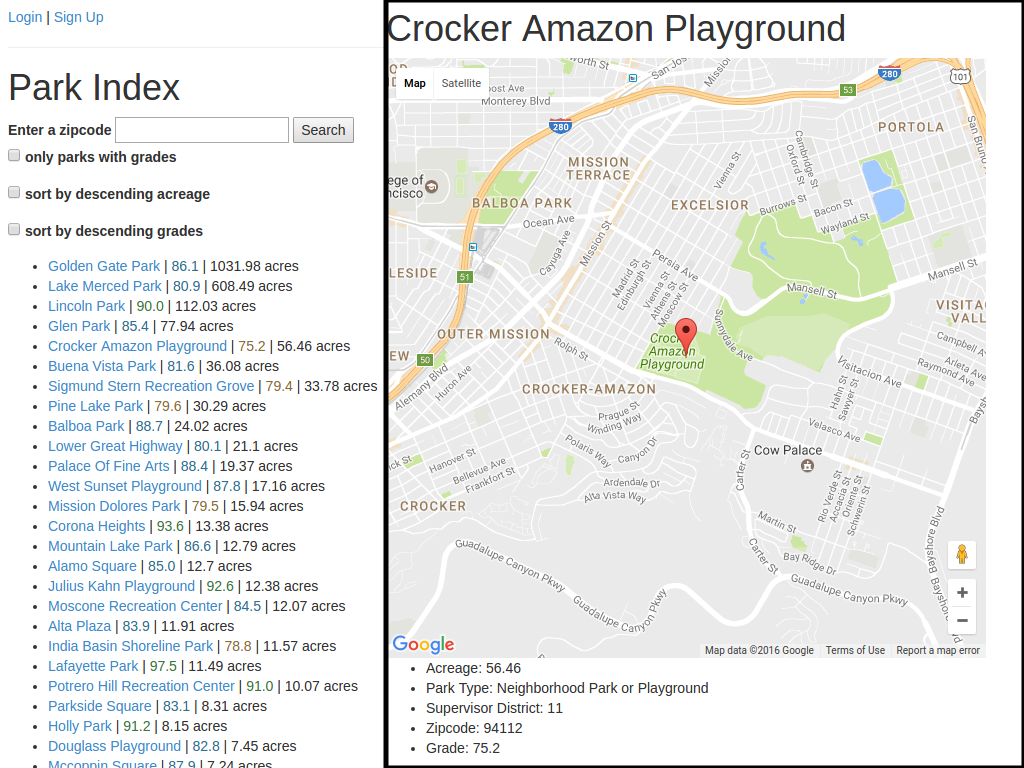 Login | Sign Up
Park Index
Enter a zipcode
Search
only parks with grades
sort by descending acreage
sort by descending grades
Golden Gate Park | 86.1 | 1031.98 acres
Lake Merced Park | 80.9 | 608.49 acres
Lincoln Park | 90.0 | 112.03 acres
Glen Park | 85.4 | 77.94 acres
Crocker Amazon Playground | 75.2 | 56.46 acres
Buena Vista Park | 81.6 | 36.08 acres
Sigmund Stern Recreation Grove | 79.4 | 33.78 acres
Pine Lake Park | 79.6 | 30.29 acres
Balboa Park | 88.7 | 24.02 acres
Lower Great Highway | 80.1 | 21.1 acres
Palace Of Fine Arts | 88.4 | 19.37 acres
West Sunset Playground | 87.8 | 17.16 acres
Mission Dolores Park | 79.5 | 15.94 acres
Corona Heights | 93.6 | 13.38 acres
Mountain Lake Park | 86.6 | 12.79 acres
Alamo Square | 85.0 | 12.7 acres
Julius Kahn Playground | 92.6 | 12.38 acres
Moscone Recreation Center | 84.5 | 12.07 acres
Alta Plaza | 83.9 | 11.91 acres
India Basin Shoreline Park | 78.8 | 11.57 acres
Lafayette Park | 97.5 | 11.49 acres
Potrero Hill Recreation Center | 91.0 | 10.07 acres
Parkside Square | 83.1 | 8.31 acres
Holly Park | 91.2 | 8.15 acres
Douglass Playground | 82.8 | 7.45 acres
Mccoppin Square | 87.9 | 7.24 acres
Crocker Amazon Playground
Map
Satellite
worth St
San Jos
Mission
280
101
53
oost Ave
Monterey Blvd
280
PORTOLA
San Bruno
MISSION
TERRACE
Cambridge St
Oxford St
Vienna St
ege of
ncisco
BALBOA PARK
EXCELSIOR
Burrows St
Bacon St
Wayland St
Ocean Ave
Cayuga Ave
Mission St
Persia Ave
LESIDE
51
Madrid St
Edinburgh St
Vienna St
Athens St
Moscow St
Mansell St
Mansell St
VISITA
VALL
OUTER MISSION
Sunnydale Ave
Rolph St
Crocker
Amazon
Playground
Campbell A
Arleta Ave
Raymond Ave
EW
50
Alemany Blvd
Huron Ave
CROCKER-AMAZON
Visitacion Ave
Hahn St
Sawyer St
Baysh
Prague St
Winding Way
Velasco Ave
Polaris Way
Canyon Dr
Cow Palace
ck St
Hanover St
Bellevue Ave
Frankfort St
Carter St
Ardendale Dr
Alta Vista Way
Rio Verde St
Accacia St
Oriente St
Schwerin St
CROCKER
Martin St
Bayshore Blvd
Guadalupe Canyon Pkwy
Carter St
Bay Ridge Dr
Guadalupe Canyon Pkwy
Guadalupe Canyon Pkwy
Bayshore
+
−
Google
Map data ©2016 Google
Terms of Use
Report a map error
Acreage: 56.46
Park Type: Neighborhood Park or Playground
Supervisor District: 11
Zipcode: 94112
Grade: 75.2